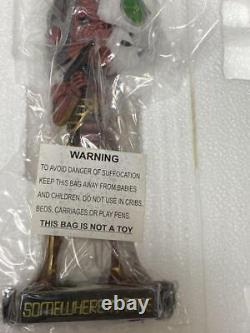 WARNING
TO AVOID DANGER OF SUFFOCATION
KEEP THIS BAG AWAY FROM BABIES
AND CHILDREN. DO NOT USE IN CRIBS,
BEDS, CARRIAGES OR PLAY PENS.
THIS BAG IS NOT A TOY
SOMEWHERE